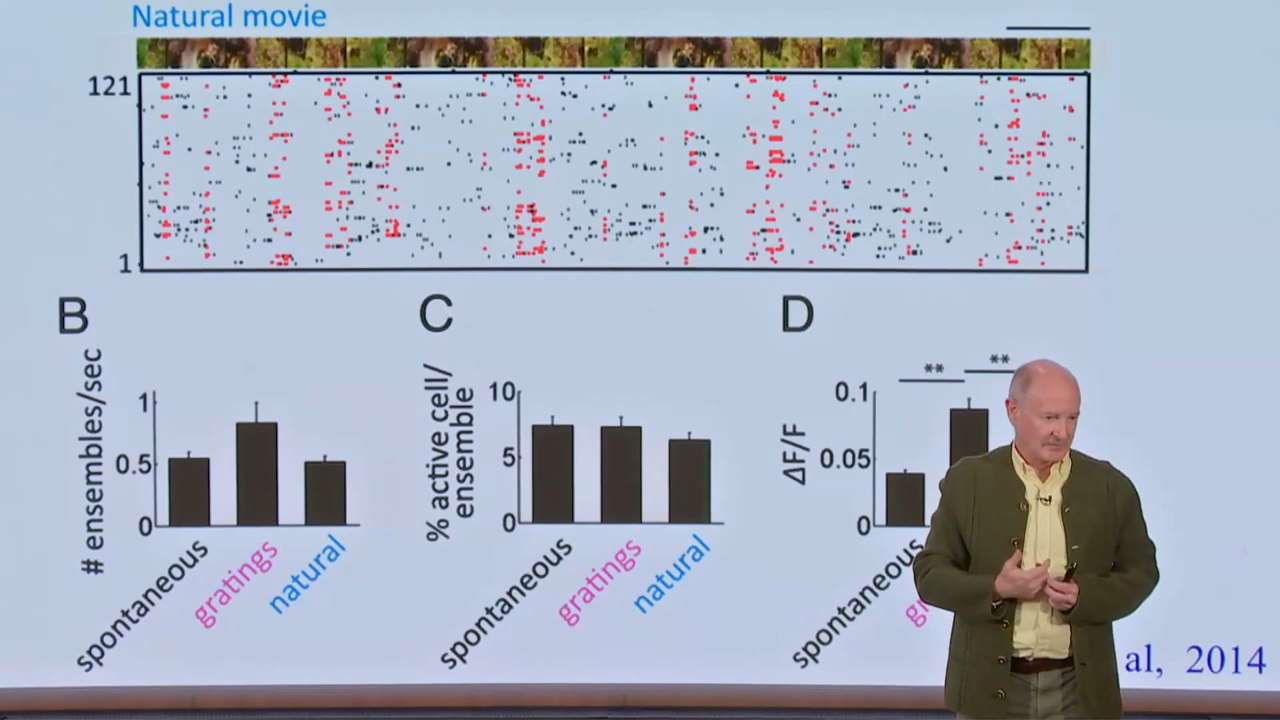 Natural movie
121
1
B
# ensembles/sec
1
0.5
0
spontaneous
gratings
natural
C
% active cell/
ensemble
10
5
0
spontaneous
gratings
natural
D
ΔF/F
0.1
0.05
0
**
**
spontaneous
al, 2014